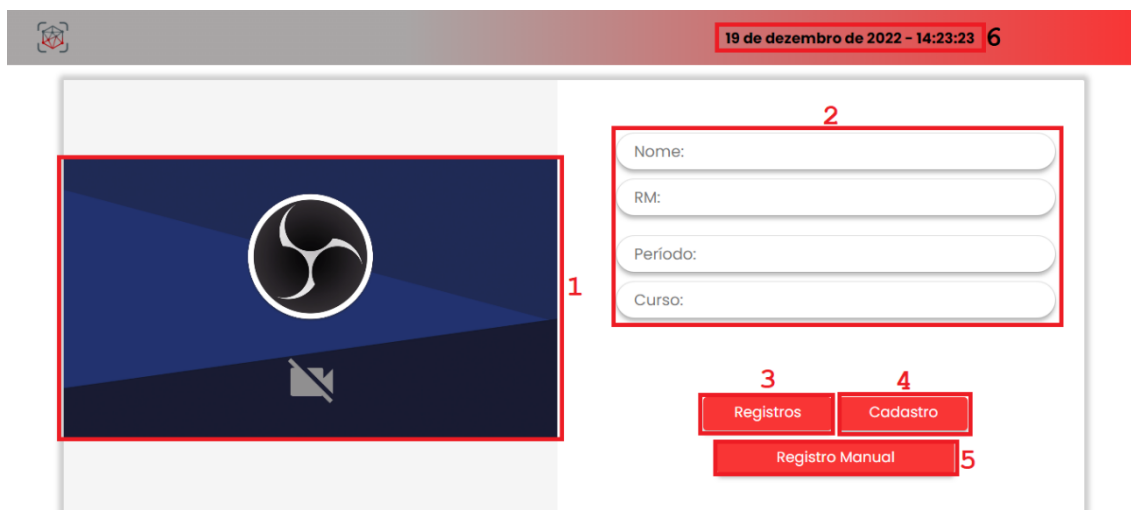 19 de dezembro de 2022 - 14:23:23 6
2
Nome:
RM:
Período:
Curso:
1
3 4
Registros Cadastro
Registro Manual 5